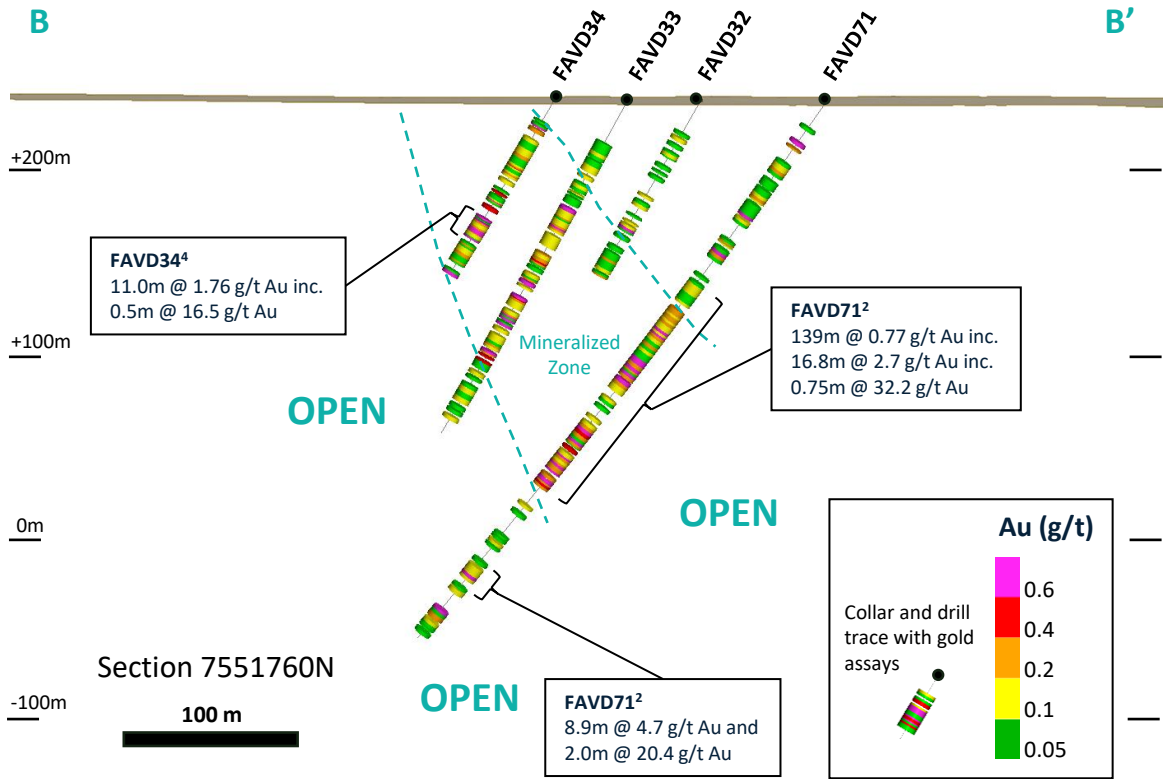 B
B’
FAVD34
FAVD33
FAVD32
FAVD71
+200m
FAVD34⁴
11.0m @ 1.76 g/t Au inc.
0.5m @ 16.5 g/t Au
+100m
Mineralized
Zone
FAVD71²
139m @ 0.77 g/t Au inc.
16.8m @ 2.7 g/t Au inc.
0.75m @ 32.2 g/t Au
OPEN
OPEN
0m
Au (g/t)
0.6
0.4
0.2
0.1
0.05
Collar and drill
trace with gold
assays
Section 7551760N
100 m
-100m
OPEN
FAVD71²
8.9m @ 4.7 g/t Au and
2.0m @ 20.4 g/t Au